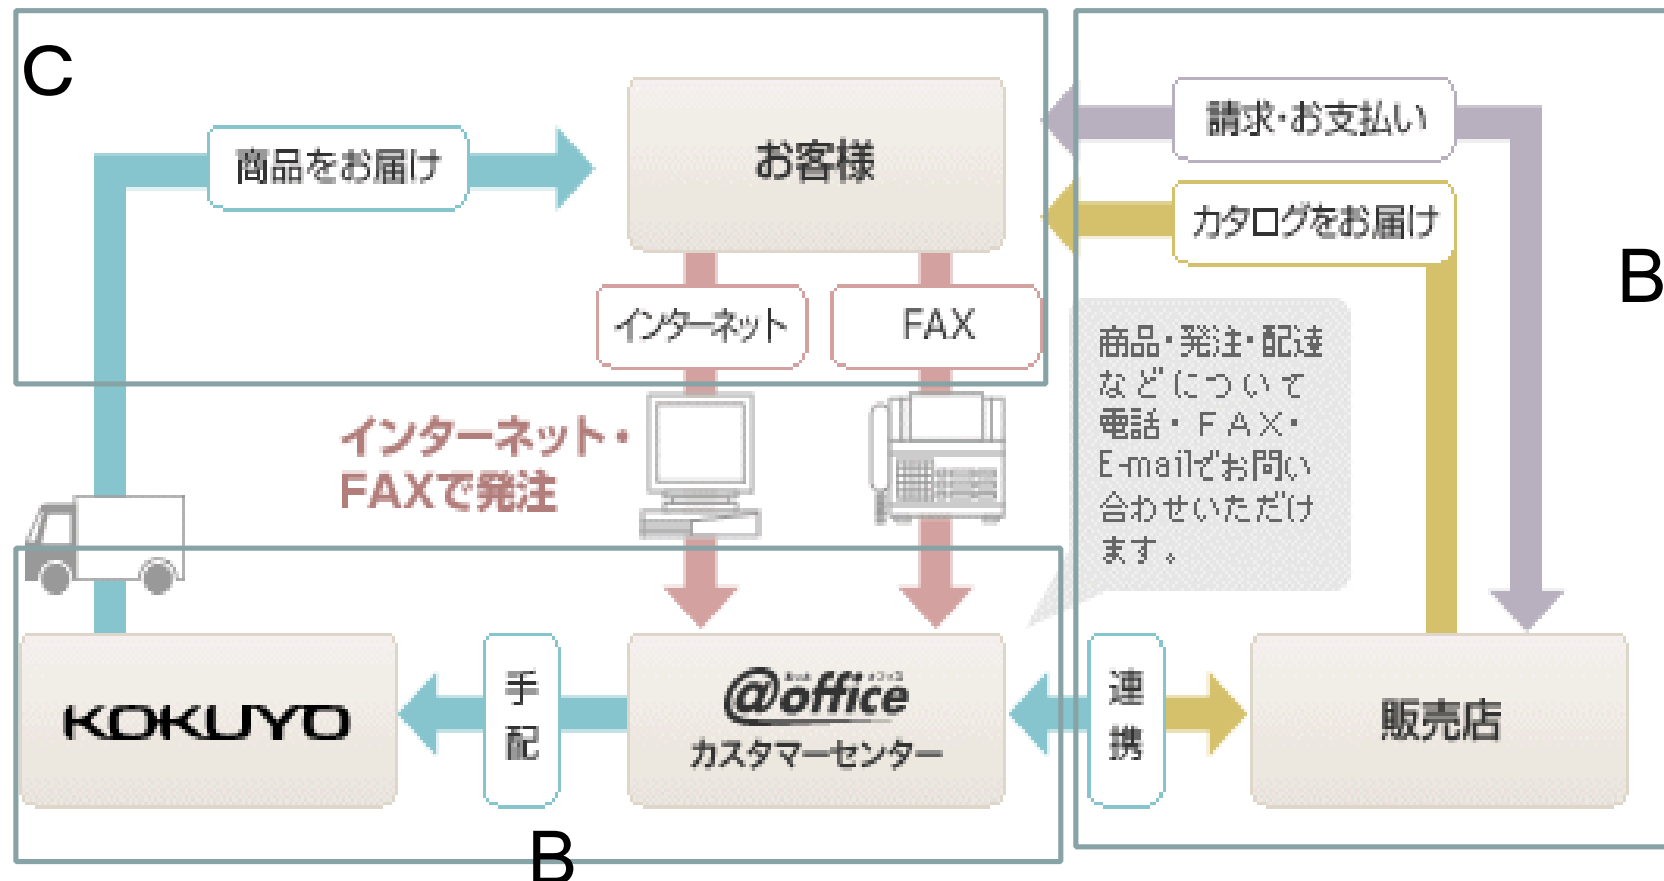 C
お客様
請求・お支払い
商品をお届け
カタログをお届け
B
インターネット
FAX
商品・発注・配達
などについて
電話・FAX・
E-mailでお問い
合わせいただけ
ます。
インターネット・
FAXで発注
KOKUYO
手配
@office
カスタマーセンター
連携
販売店
B